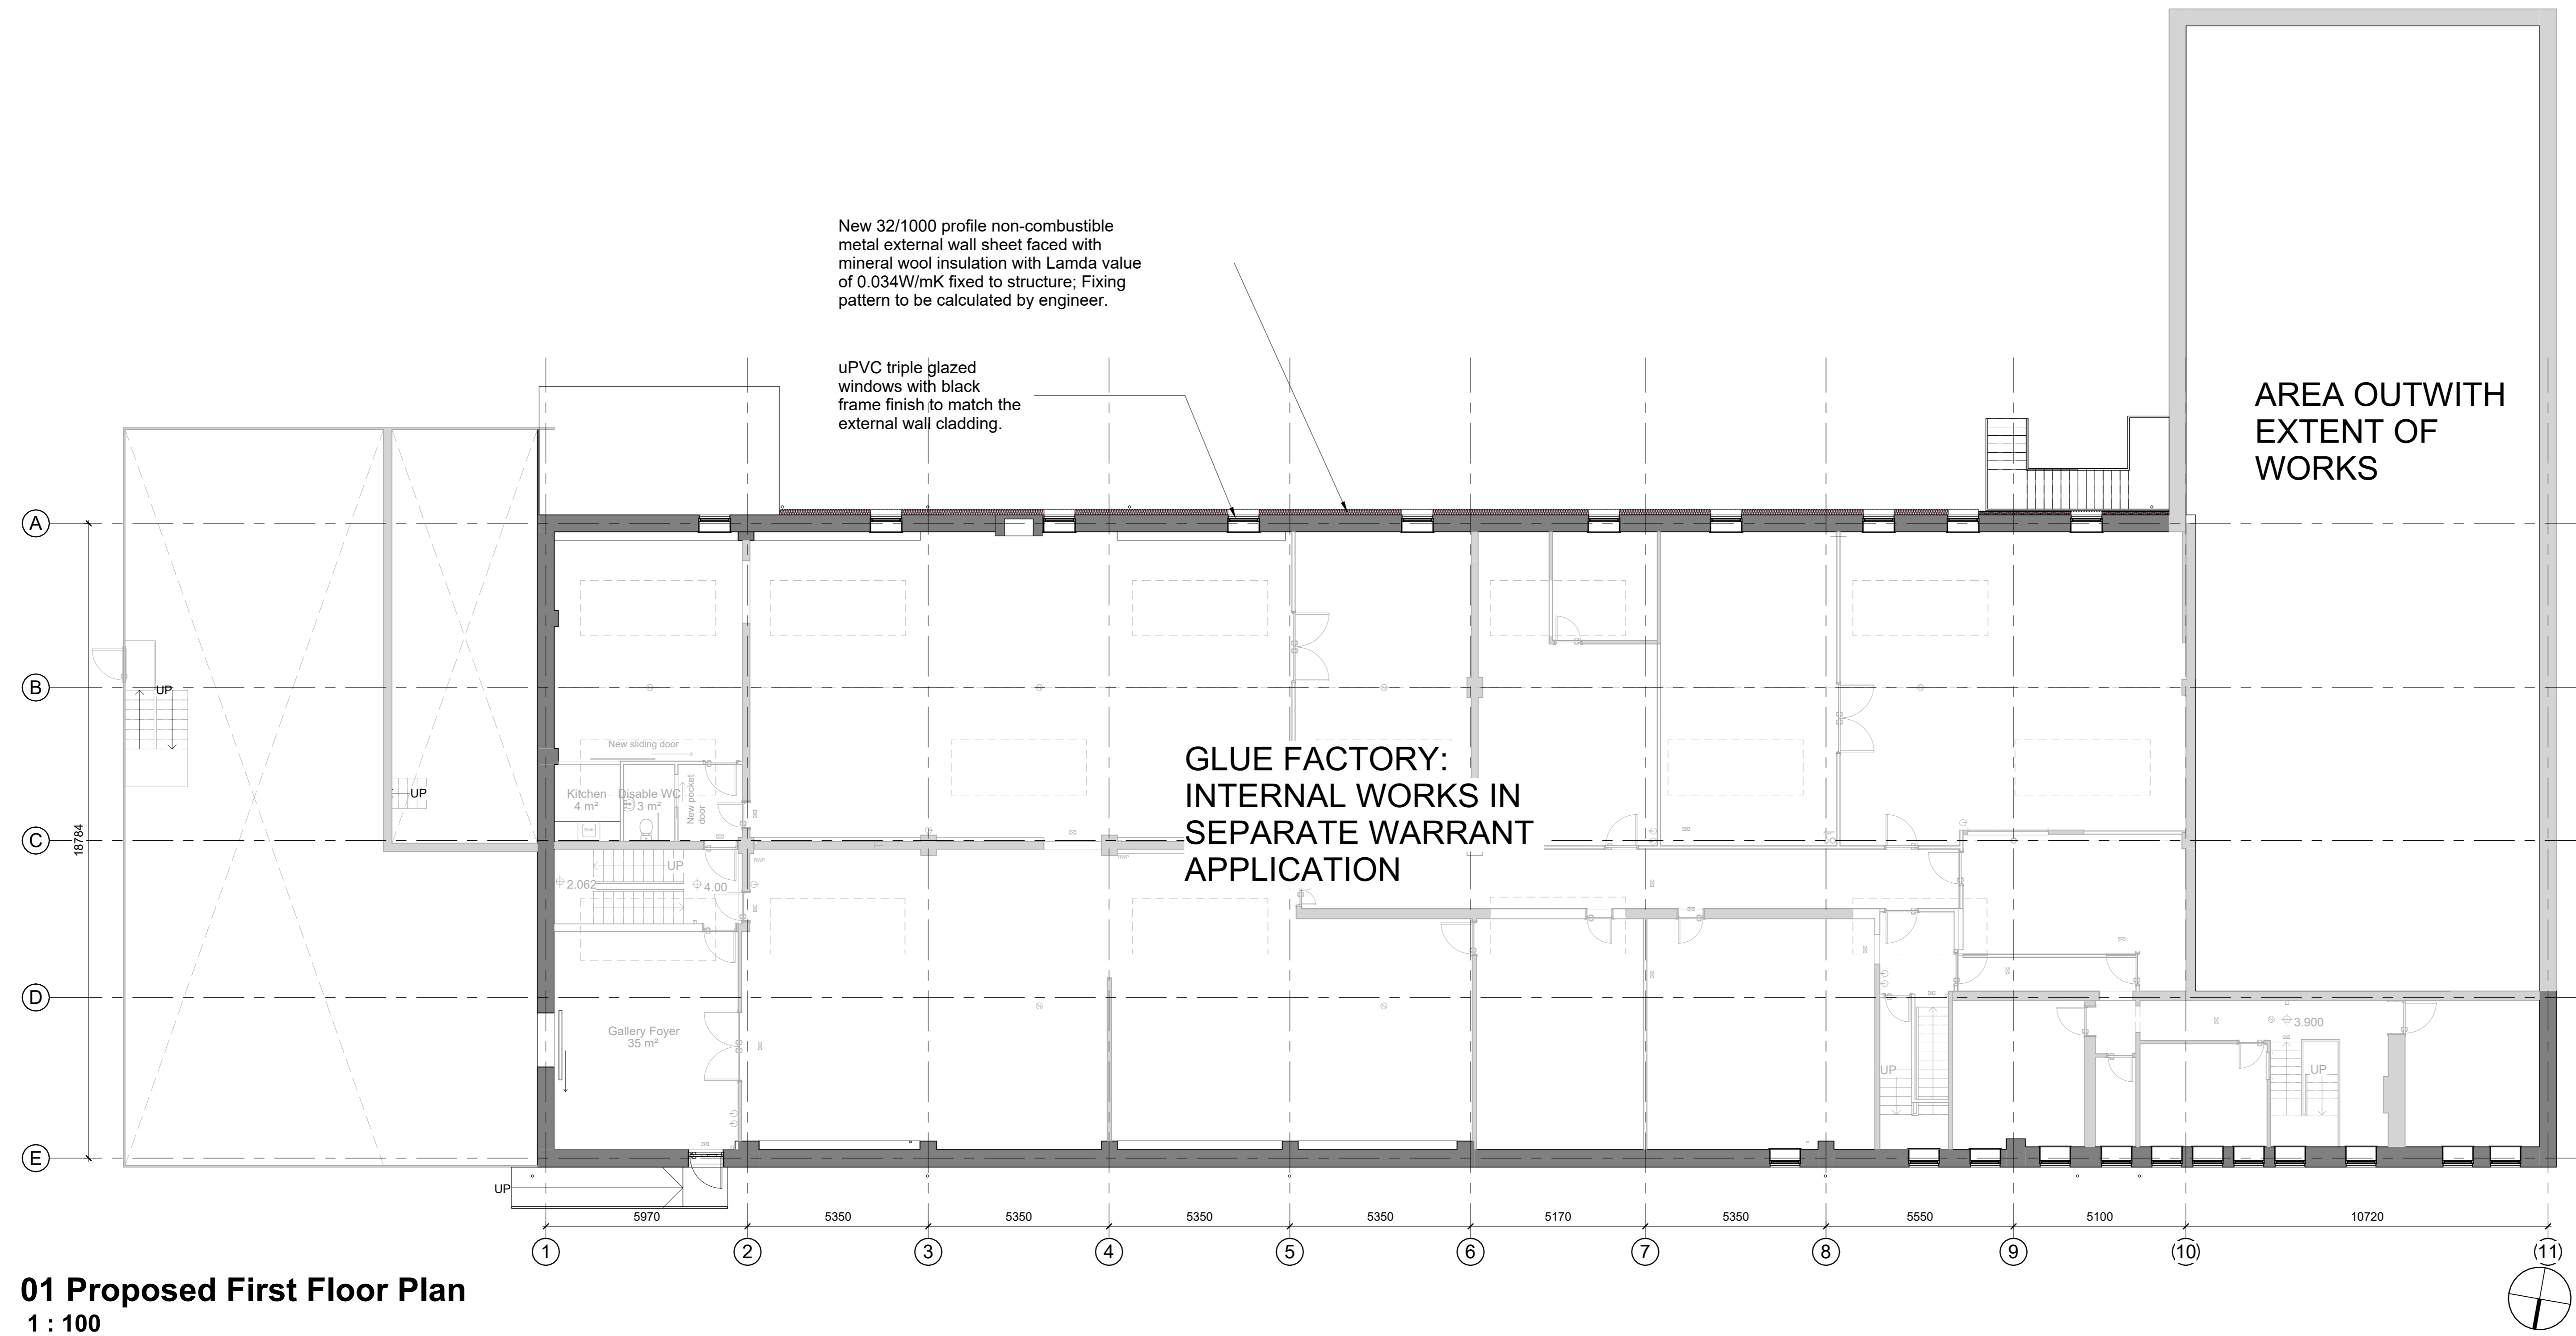 New 32/1000 profile non-combustible
metal external wall sheet faced with
mineral wool insulation with Lamda value
of 0.034W/mK fixed to structure; Fixing
pattern to be calculated by engineer.
uPVC triple glazed
windows with black
frame finish to match the
external wall cladding.
AREA OUTWITH
EXTENT OF
WORKS
A
B
C
D
E
18784
UP
UP
New sliding door
Kitchen
4 m²
Disable WC
3 m²
New pocket
door
GLUE FACTORY:
INTERNAL WORKS IN
SEPARATE WARRANT
APPLICATION
UP
2.062
4.00
RWP
RWP
Gallery Foyer
35 m²
UP
3.900
UP
UP
5970
5350
5350
5350
5350
5170
5350
5550
5100
10720
1
2
3
4
5
6
7
8
9
(10)
(11)
01 Proposed First Floor Plan
1 : 100